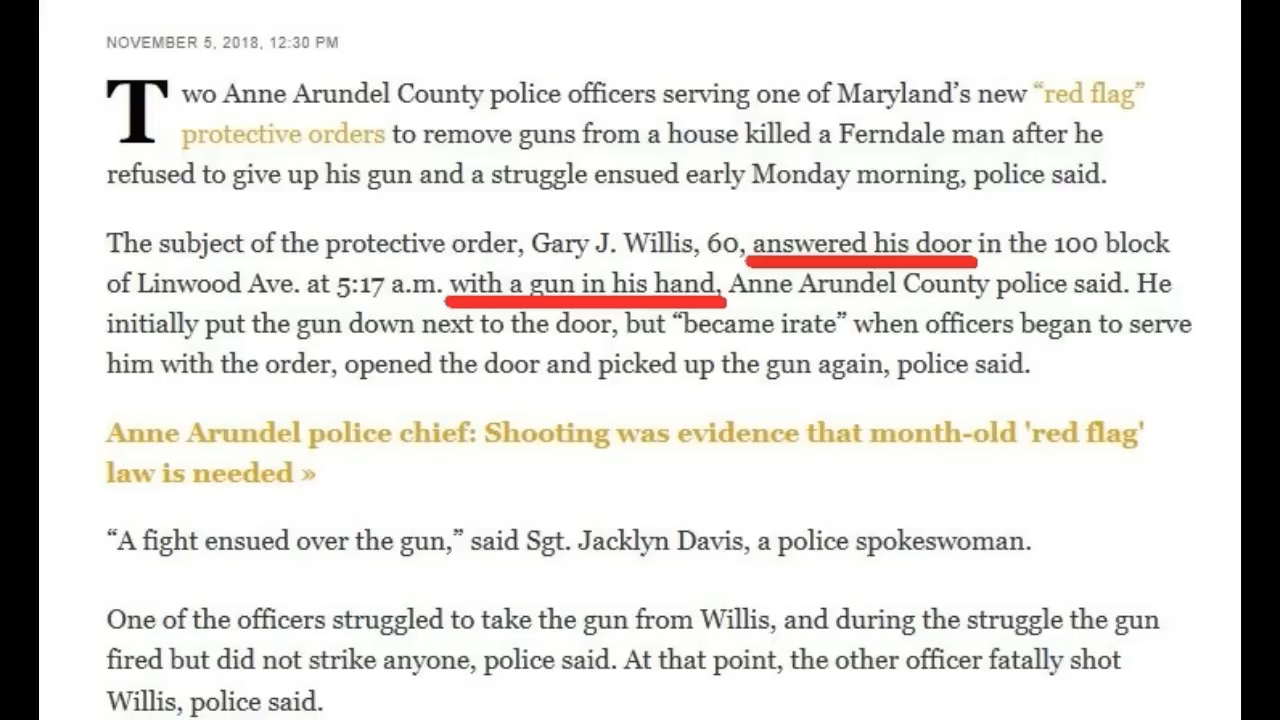 NOVEMBER 5, 2018, 12:30 PM
Two Anne Arundel County police officers serving one of Maryland’s new “red flag”
protective orders to remove guns from a house killed a Ferndale man after he
refused to give up his gun and a struggle ensued early Monday morning, police said.
The subject of the protective order, Gary J. Willis, 60, answered his door in the 100 block
of Linwood Ave. at 5:17 a.m. with a gun in his hand, Anne Arundel County police said. He
initially put the gun down next to the door, but “became irate” when officers began to serve
him with the order, opened the door and picked up the gun again, police said.
Anne Arundel police chief: Shooting was evidence that month-old 'red flag'
law is needed »
“A fight ensued over the gun,” said Sgt. Jacklyn Davis, a police spokeswoman.
One of the officers struggled to take the gun from Willis, and during the struggle the gun
fired but did not strike anyone, police said. At that point, the other officer fatally shot
Willis, police said.